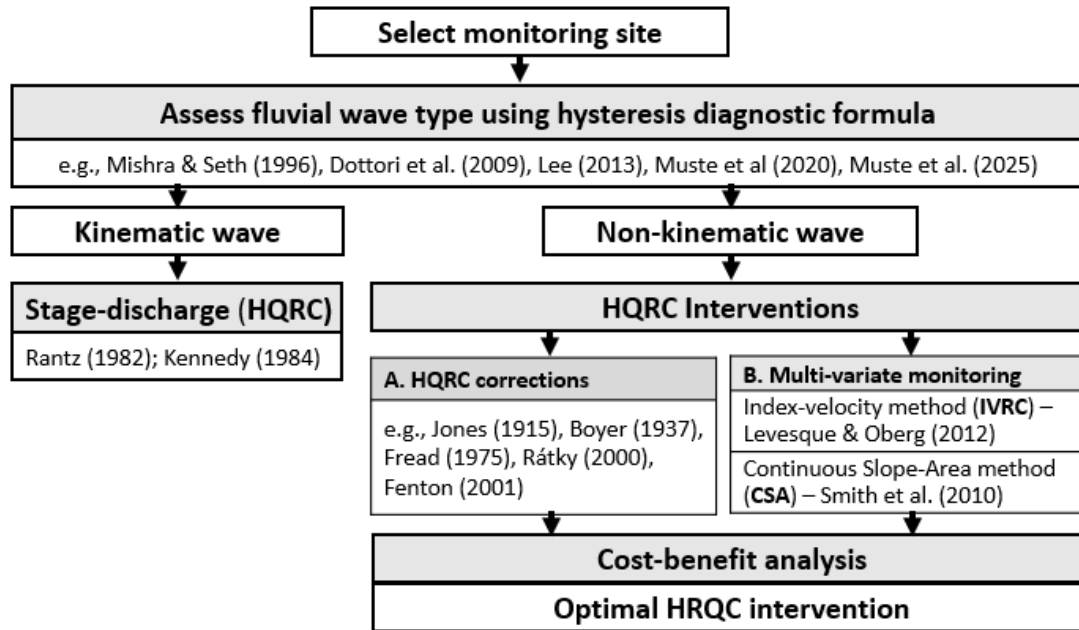 Select monitoring site
Assess fluvial wave type using hysteresis diagnostic formula
e.g., Mishra & Seth (1996), Dottori et al. (2009), Lee (2013), Muste et al (2020), Muste et al. (2025)
Kinematic wave
Non-kinematic wave
Stage-discharge (HQRC)
Rantz (1982); Kennedy (1984)
HQRC Interventions
A. HQRC corrections
e.g., Jones (1915), Boyer (1937),
Fread (1975), Rátky (2000),
Fenton (2001)
B. Multi-variate monitoring
Index-velocity method (IVRC) –
Levesque & Oberg (2012)
Continuous Slope-Area method
(CSA) – Smith et al. (2010)
Cost-benefit analysis
Optimal HRQC intervention